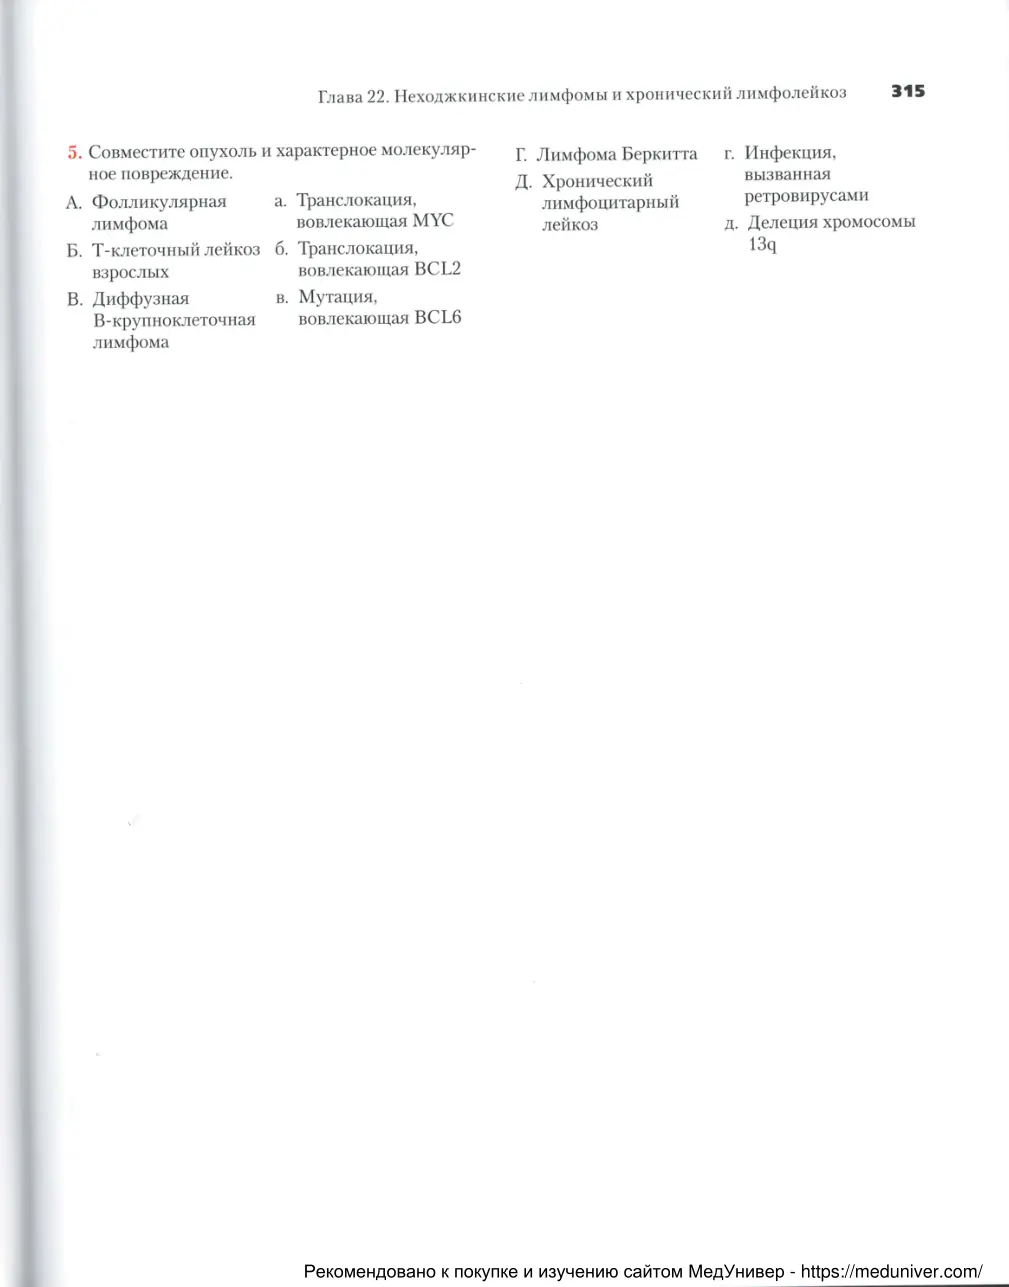 Глава 22. Неходжкинские лимфомы и хронический лимфолейкоз 315
5. Совместите опухоль и характерное молекуляр-
ное повреждение.
А. Фолликулярная
лимфома
Б. Т-клеточный лейкоз
взрослых
В. Диффузная
В-крупноклеточная
лимфома
а. Транслокация,
вовлекающая MYC
б. Транслокация,
вовлекающая BCL2
в. Мутация,
вовлекающая BCL6
Г. Лимфома Беркитта
Д. Хронический
лимфоцитарный
лейкоз
г. Инфекция,
вызванная
ретровирусами
д. Делеция хромосомы
13q
Рекомендовано к покупке и изучению сайтом МедУнивер - https://meduniver.com/